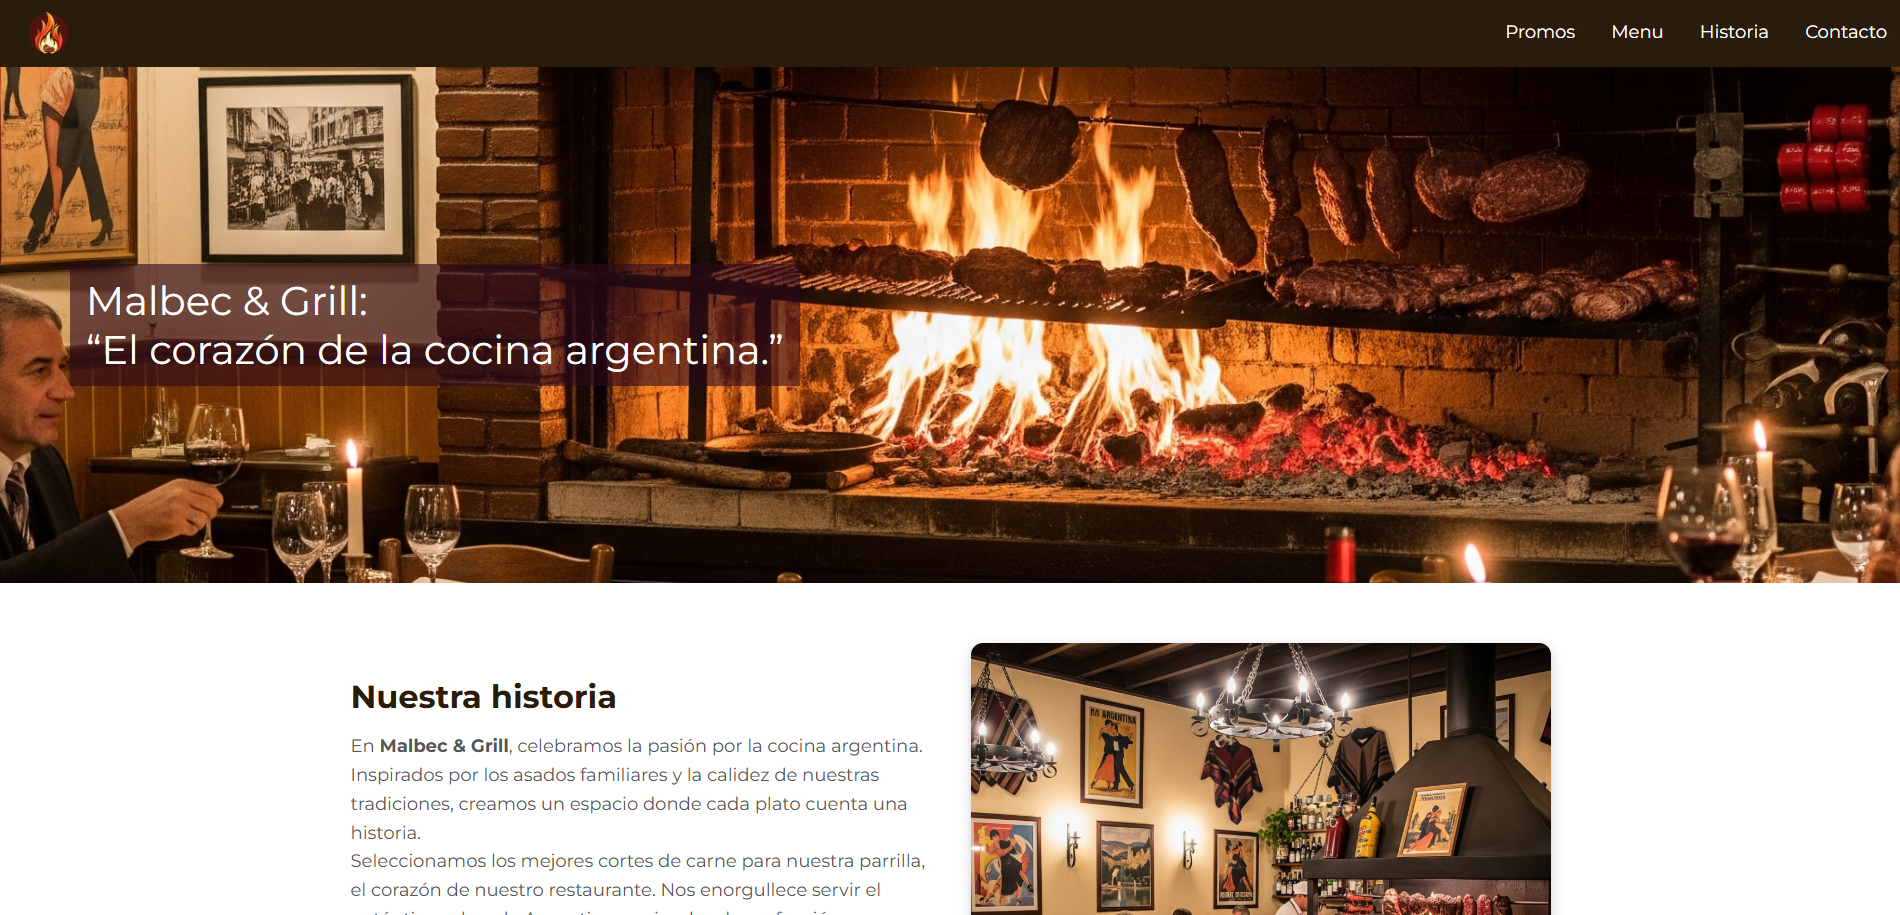 Promos Menu Historia Contacto
Malbec & Grill:
“El corazón de la cocina argentina.”
Nuestra historia
En Malbec & Grill, celebramos la pasión por la cocina argentina.
Inspirados por los asados familiares y la calidez de nuestras
tradiciones, creamos un espacio donde cada plato cuenta una
historia.
Seleccionamos los mejores cortes de carne para nuestra parrilla,
el corazón de nuestro restaurante. Nos enorgullece servir el